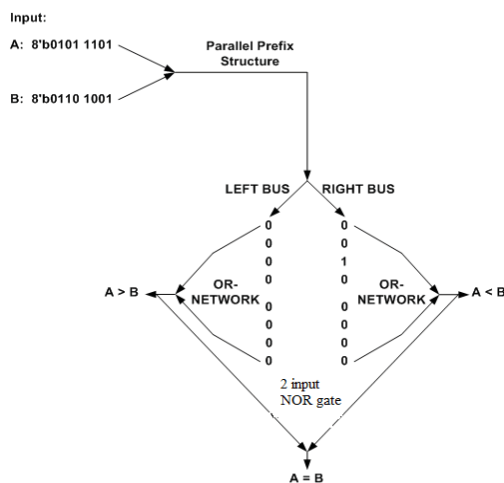 Input:
A: 8'b0101 1101
B: 8'b0110 1001
Parallel Prefix
Structure
LEFT BUS RIGHT BUS
0 0
0 0
0 1
0 0
0 0
0 0
0 0
0 0
OR-
NETWORK
OR-
NETWORK
A > B
A < B
2 input
NOR gate
A = B